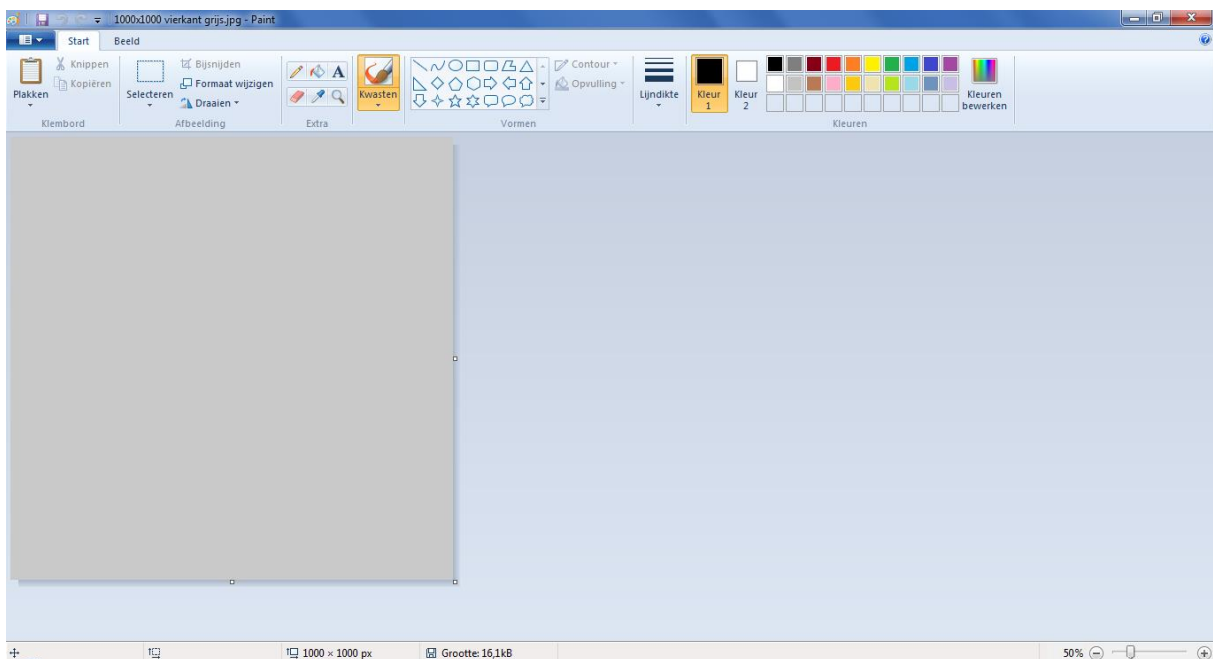 1000x1000 vierkant grijs.jpg - Paint
Start Beeld
Plakken
Knippen
Kopiëren
Klembord
Selecteren
Bijsnijden
Formaat wijzigen
Draaien
Afbeelding
A
Extra
Kwasten
Contour
Opvulling
Vormen
Lijndikte
Kleur
1
Kleur
2
Kleuren
bewerken
Kleuren
1000 × 1000 px
Grootte: 16,1kB
50%